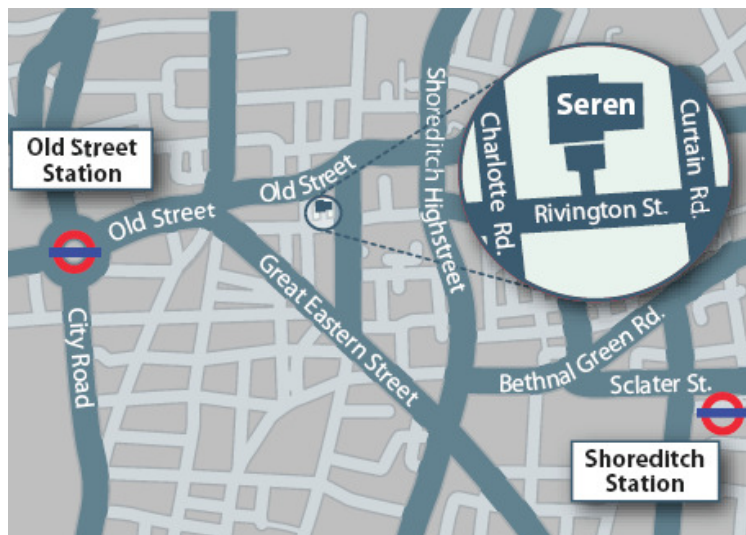 Old Street
Station
Old Street
Old Street
City Road
Great Eastern Street
Shoreditch Highstreet
Seren
Charlotte Rd.
Curtain Rd.
Rivington St.
Bethnal Green Rd.
Sclater St.
Shoreditch
Station